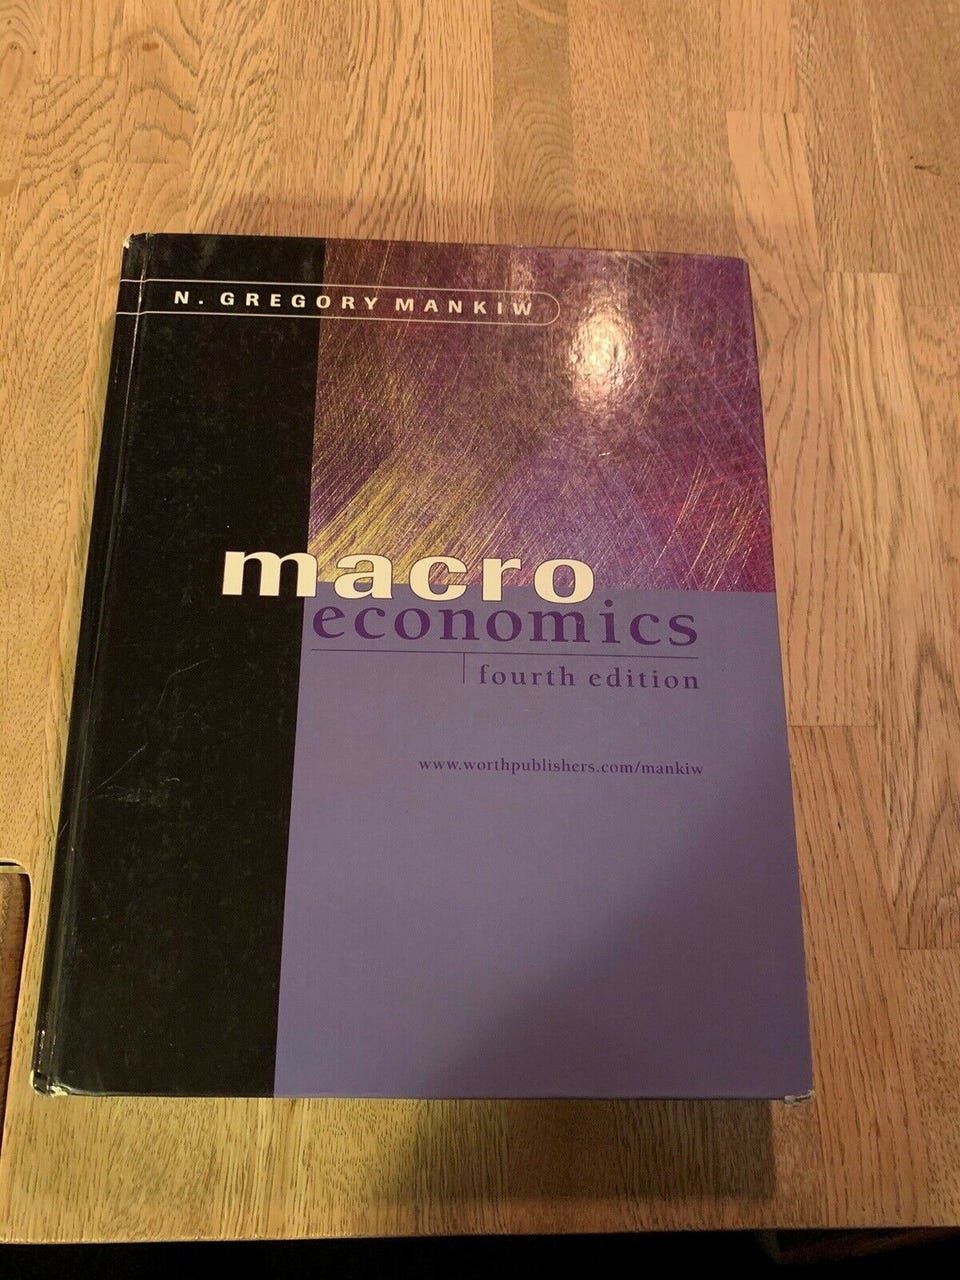 N. GREGORY MANKIW
macro
economics
fourth edition
www.worthpublishers.com/mankiw